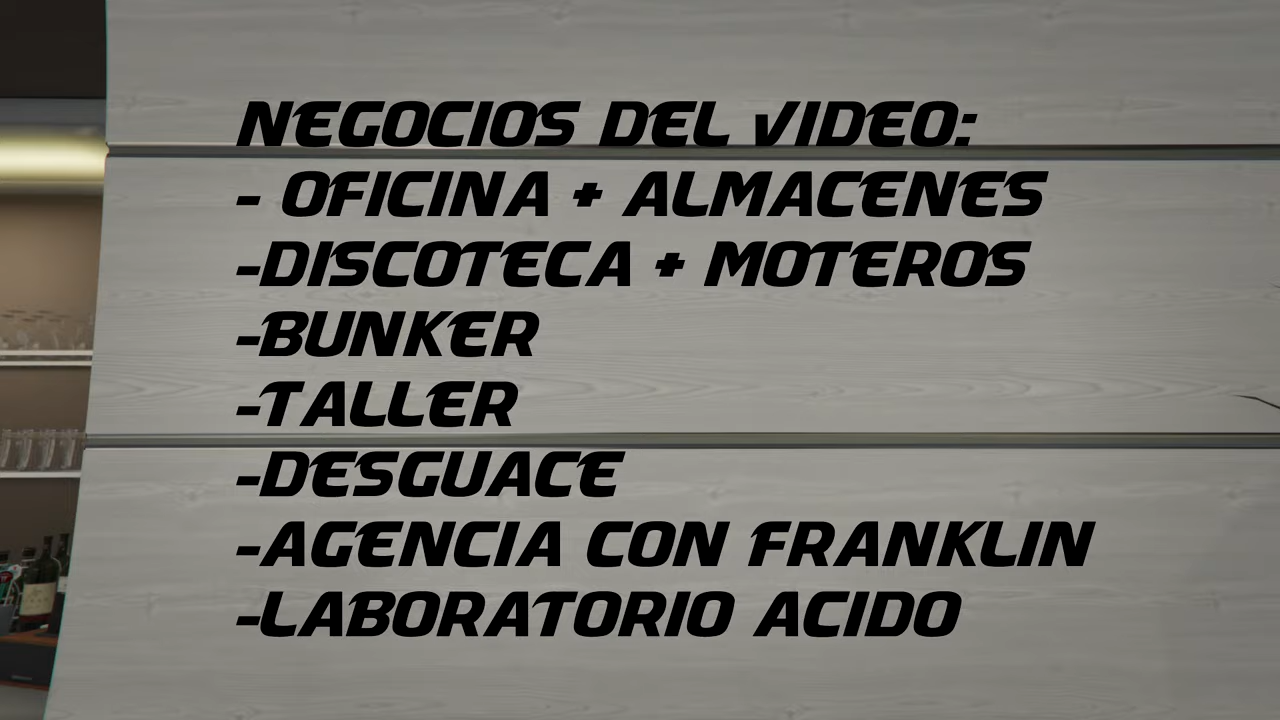 NEGOCIOS DEL VIDEO:
- OFICINA + ALMACENES
-DISCOTECA + MOTEROS
-BUNKER
-TALLER
-DESGUACE
-AGENCIA CON FRANKLIN
-LABORATORIO ACIDO